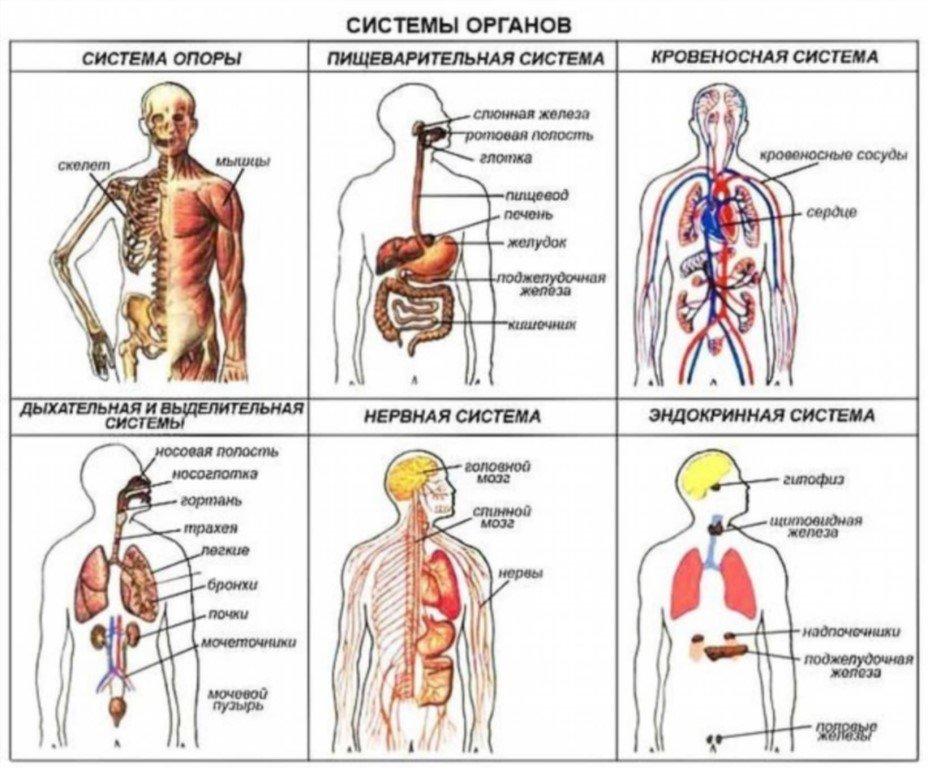 СИСТЕМЫ ОРГАНОВ
СИСТЕМА ОПОРЫ
скелет
мышцы
ПИЩЕВАРИТЕЛЬНАЯ СИСТЕМА
слюнная железа
ротовая полость
глотка
пищевод
печень
желудок
поджелудочная
железа
кишечник
КРОВЕНОСНАЯ СИСТЕМА
кровеносные сосуды
сердце
ДЫХАТЕЛЬНАЯ И ВЫДЕЛИТЕЛЬНАЯ
СИСТЕМЫ
носовая полость
носоглотка
гортань
трахея
легкие
бронхи
почки
мочеточники
мочевой
пузырь
НЕРВНАЯ СИСТЕМА
головной
мозг
спинной
мозг
нервы
ЭНДОКРИННАЯ СИСТЕМА
гипофиз
щитовидная
железа
надпочечники
поджелудочная
железа
половые
железы